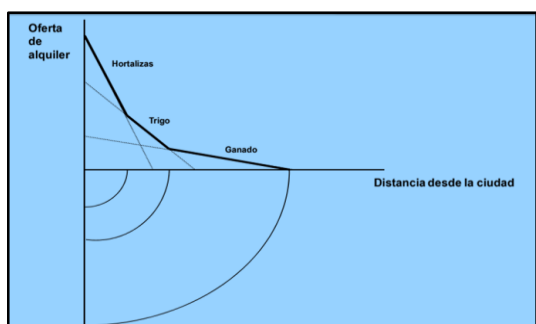 Oferta
de
alquiler
Hortalizas
Trigo
Ganado
Distancia desde la ciudad